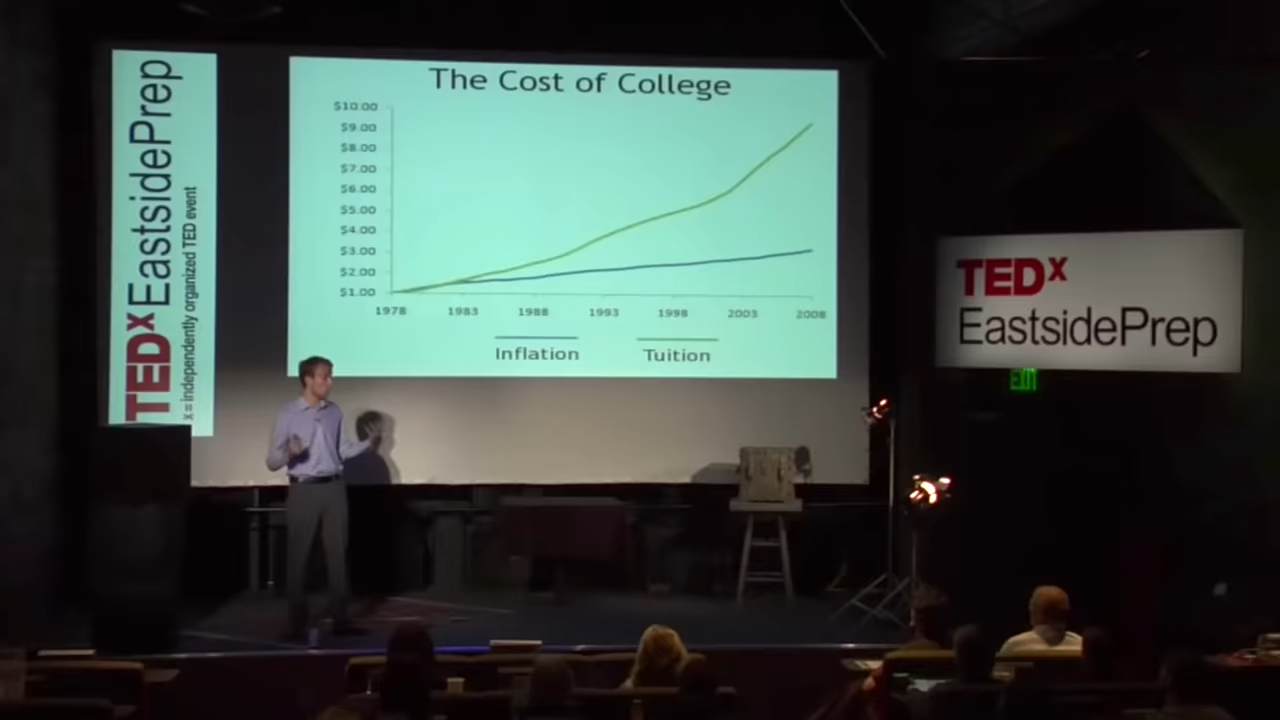 TEDx EastsidePrep
x = independently organized TED event
The Cost of College
$10.00
$9.00
$8.00
$7.00
$6.00
$5.00
$4.00
$3.00
$2.00
$1.00
1978 1983 1988 1993 1998 2003 2008
Inflation Tuition
TEDx
EastsidePrep
EXIT